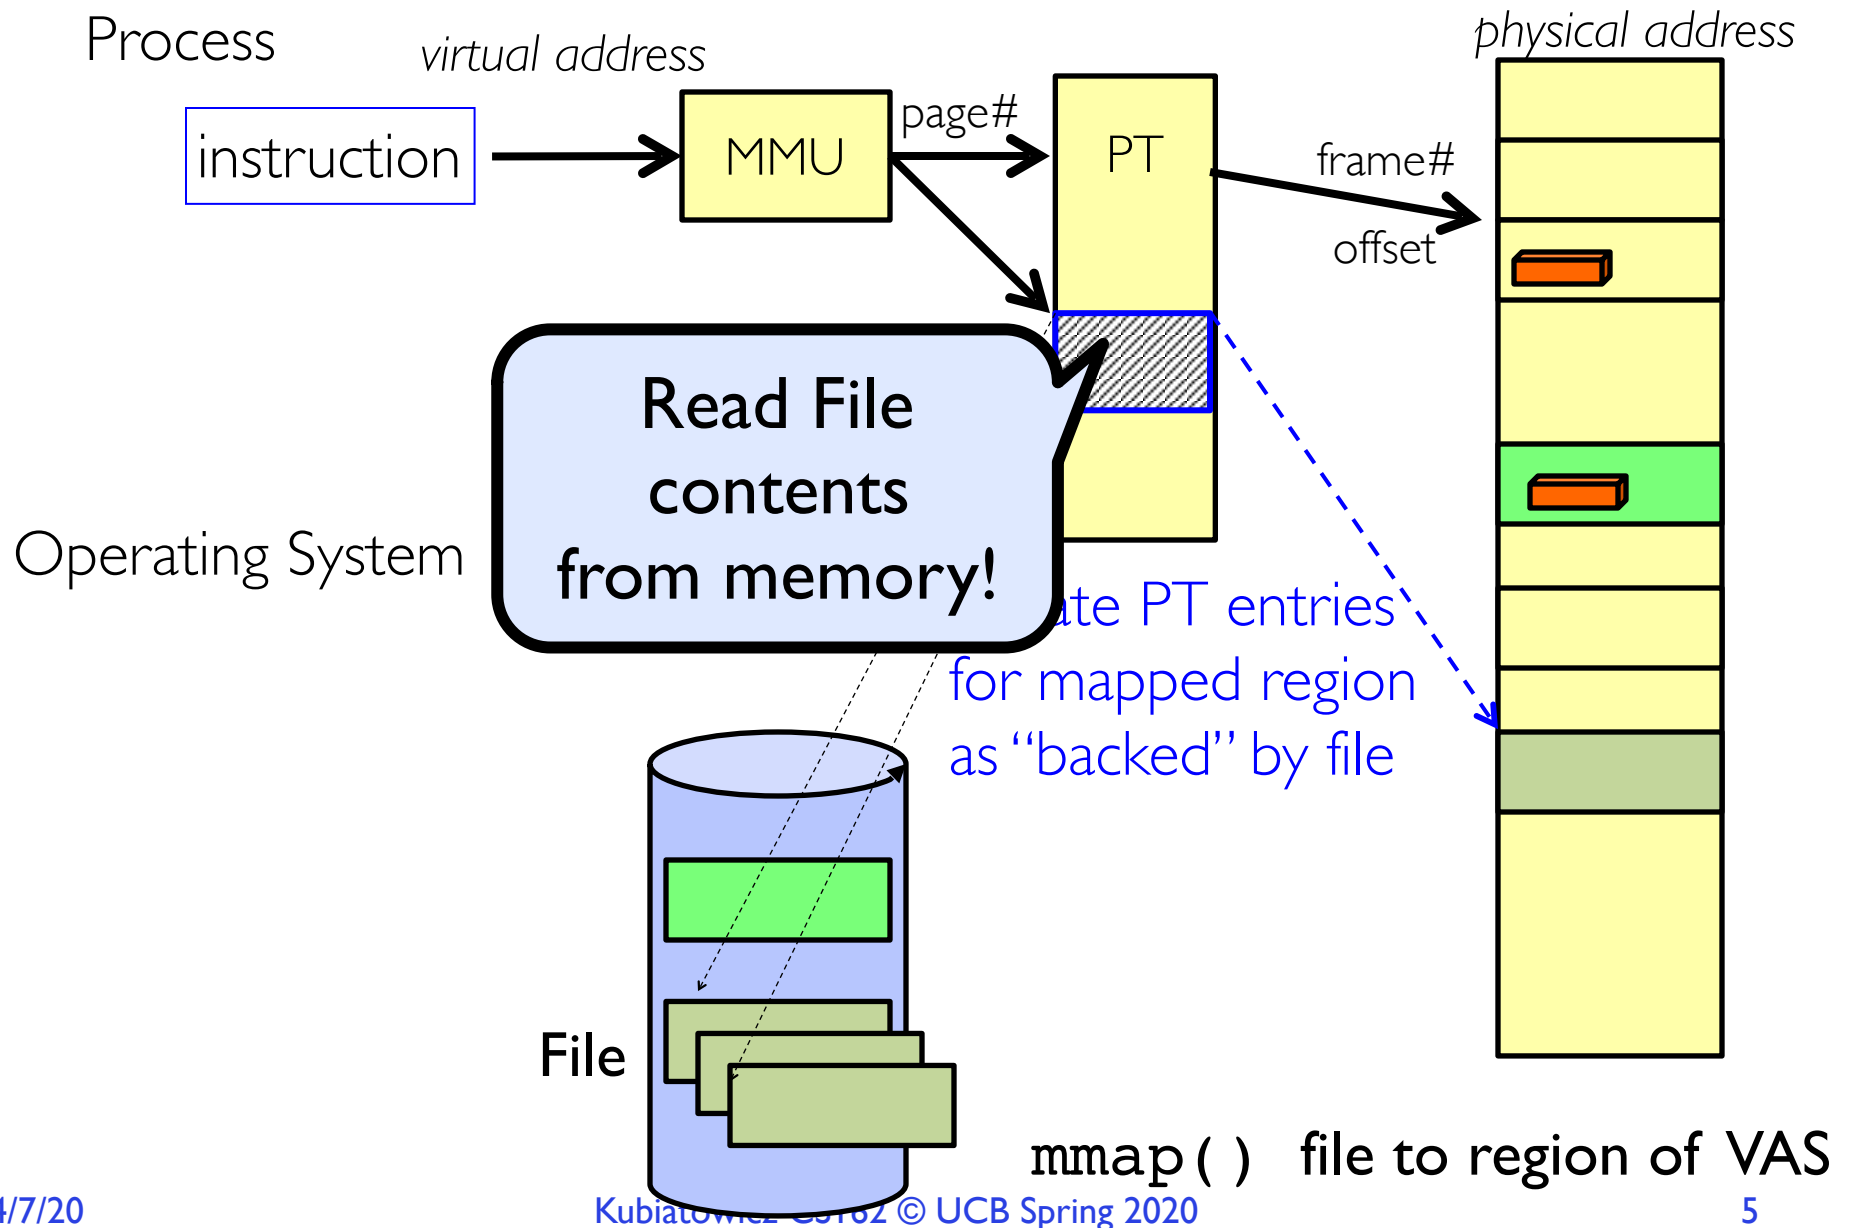 Process
virtual address
physical address
instruction
MMU
page#
PT
frame#
offset
Read File
contents
from memory!
Operating System
PT entries
for mapped region
as “backed” by file
File
mmap() file to region of VAS
4/7/20
Kubiatowicz CS162 © UCB Spring 2020
5